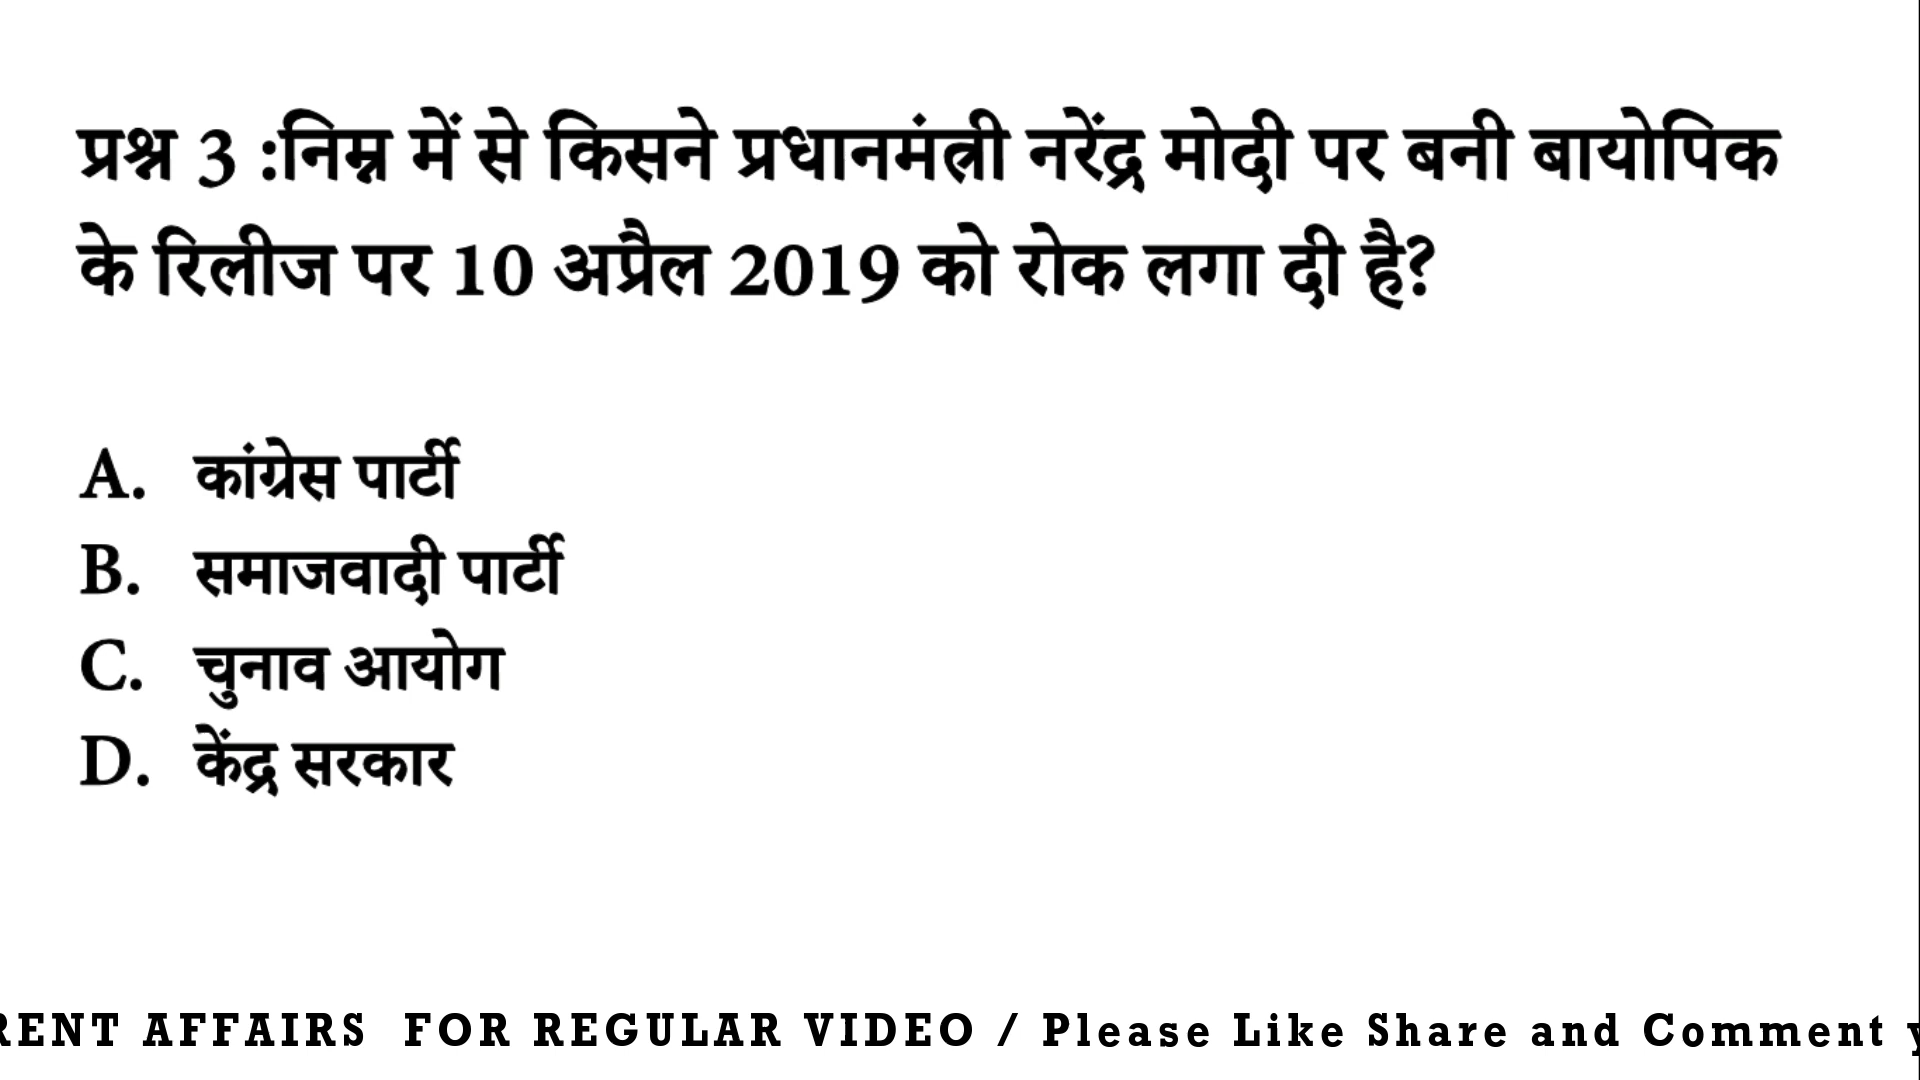 प्रश्न 3 :निम्न में से किसने प्रधानमंत्री नरेंद्र मोदी पर बनी बायोपिक
के रिलीज पर 10 अप्रैल 2019 को रोक लगा दी है?
A. कांग्रेस पार्टी
B. समाजवादी पार्टी
C. चुनाव आयोग
D. केंद्र सरकार
RENT AFFAIRS FOR REGULAR VIDEO / Please Like Share and Comment